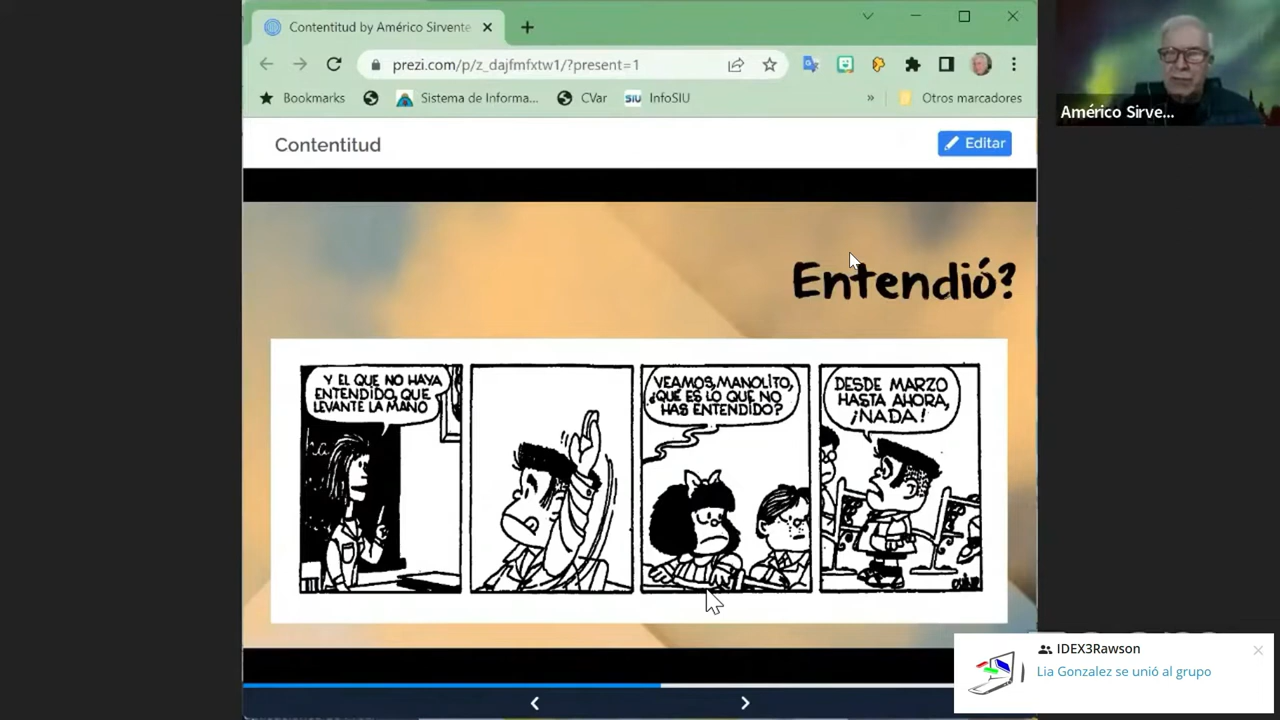 Contentitud by Américo Sirvente
prezi.com/p/z_dajfmfxtw1/?present=1
Bookmarks
Sistema de Informa...
CVar
SIU InfoSIU
»
Otros marcadores
Contentitud
Editar
Américo Sirve...
Entendió?
Y EL QUE NO HAYA
ENTENDIDO, QUE
LEVANTE LA MANO
VEAMOS, MANOLITO,
¿QUÉ ES LO QUE NO
HAS ENTENDIDO?
DESDE MARZO
HASTA AHORA,
¡NADA!
IDEX3Rawson
Lia Gonzalez se unió al grupo